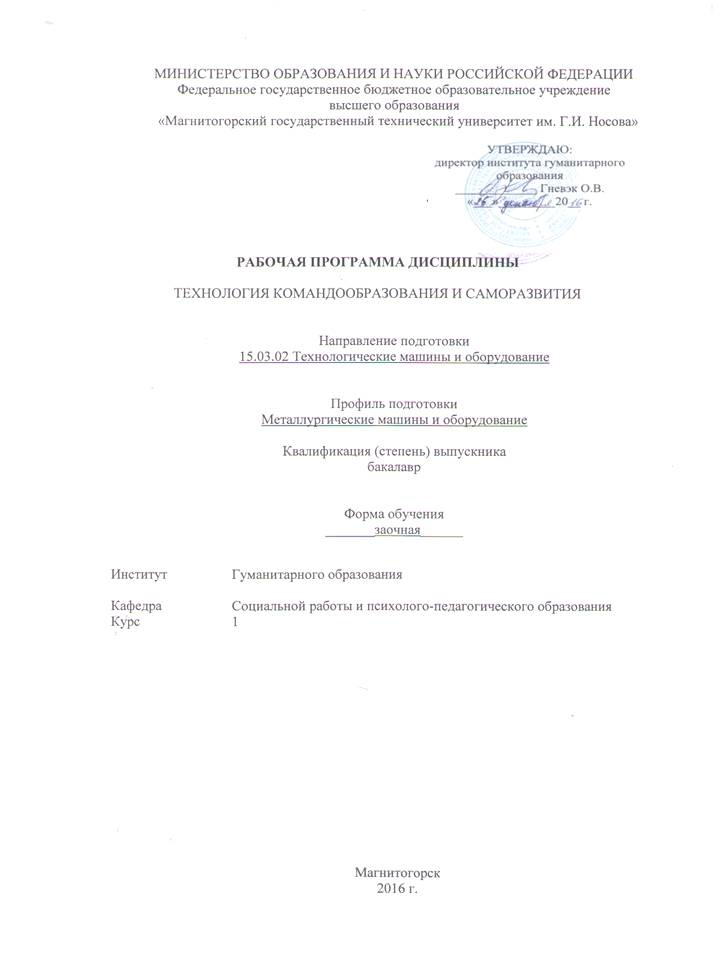 МИНИСТЕРСТВО ОБРАЗОВАНИЯ И НАУКИ РОССИЙСКОЙ ФЕДЕРАЦИИ
Федеральное государственное бюджетное образовательное учреждение
высшего образования
«Магнитогорский государственный технический университет им. Г.И. Носова»
УТВЕРЖДАЮ:
директор института гуманитарного
образования
Гневэк О.В.
«26» 2016 г.
РАБОЧАЯ ПРОГРАММА ДИСЦИПЛИНЫ
ТЕХНОЛОГИЯ КОМАНДООБРАЗОВАНИЯ И САМОРАЗВИТИЯ
Направление подготовки
15.03.02 Технологические машины и оборудование
Профиль подготовки
Металлургические машины и оборудование
Квалификация (степень) выпускника
бакалавр
Форма обучения
заочная
Институт Гуманитарного образования
Кафедра Социальной работы и психолого-педагогического образования
Курс 1
Магнитогорск
2016 г.